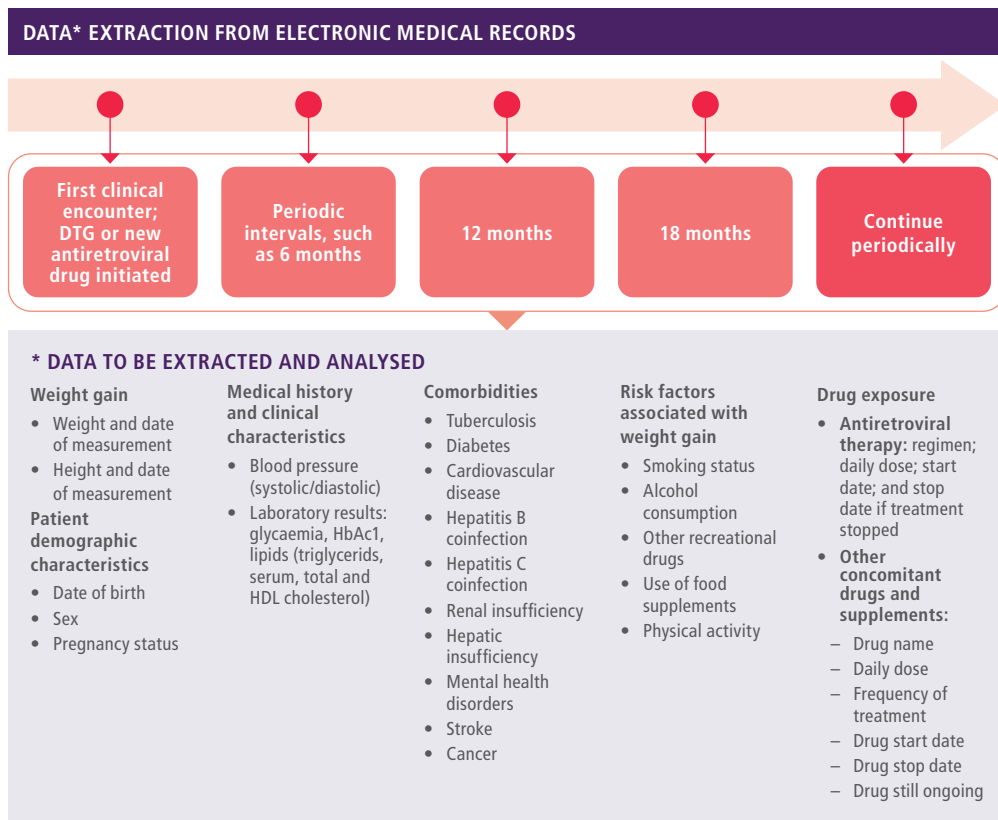 DATA* EXTRACTION FROM ELECTRONIC MEDICAL RECORDS
First clinical
encounter;
DTG or new
antiretroviral
drug initiated
Periodic
intervals, such
as 6 months
12 months
18 months
Continue
periodically
* DATA TO BE EXTRACTED AND ANALYSED
Weight gain
• Weight and date
of measurement
• Height and date
of measurement
Patient
demographic
characteristics
• Date of birth
• Sex
• Pregnancy status
Medical history
and clinical
characteristics
• Blood pressure
(systolic/diastolic)
• Laboratory results:
glycaemia, HbAc1,
lipids (triglycerids,
serum, total and
HDL cholesterol)
Comorbidities
• Tuberculosis
• Diabetes
• Cardiovascular
disease
• Hepatitis B
coinfection
• Hepatitis C
coinfection
• Renal insufficiency
• Hepatic
insufficiency
• Mental health
disorders
• Stroke
• Cancer
Risk factors
associated with
weight gain
• Smoking status
• Alcohol
consumption
• Other recreational
drugs
• Use of food
supplements
• Physical activity
Drug exposure
• Antiretroviral
therapy: regimen;
daily dose; start
date; and stop
date if treatment
stopped
• Other
concomitant
drugs and
supplements:
– Drug name
– Daily dose
– Frequency of
treatment
– Drug start date
– Drug stop date
– Drug still ongoing